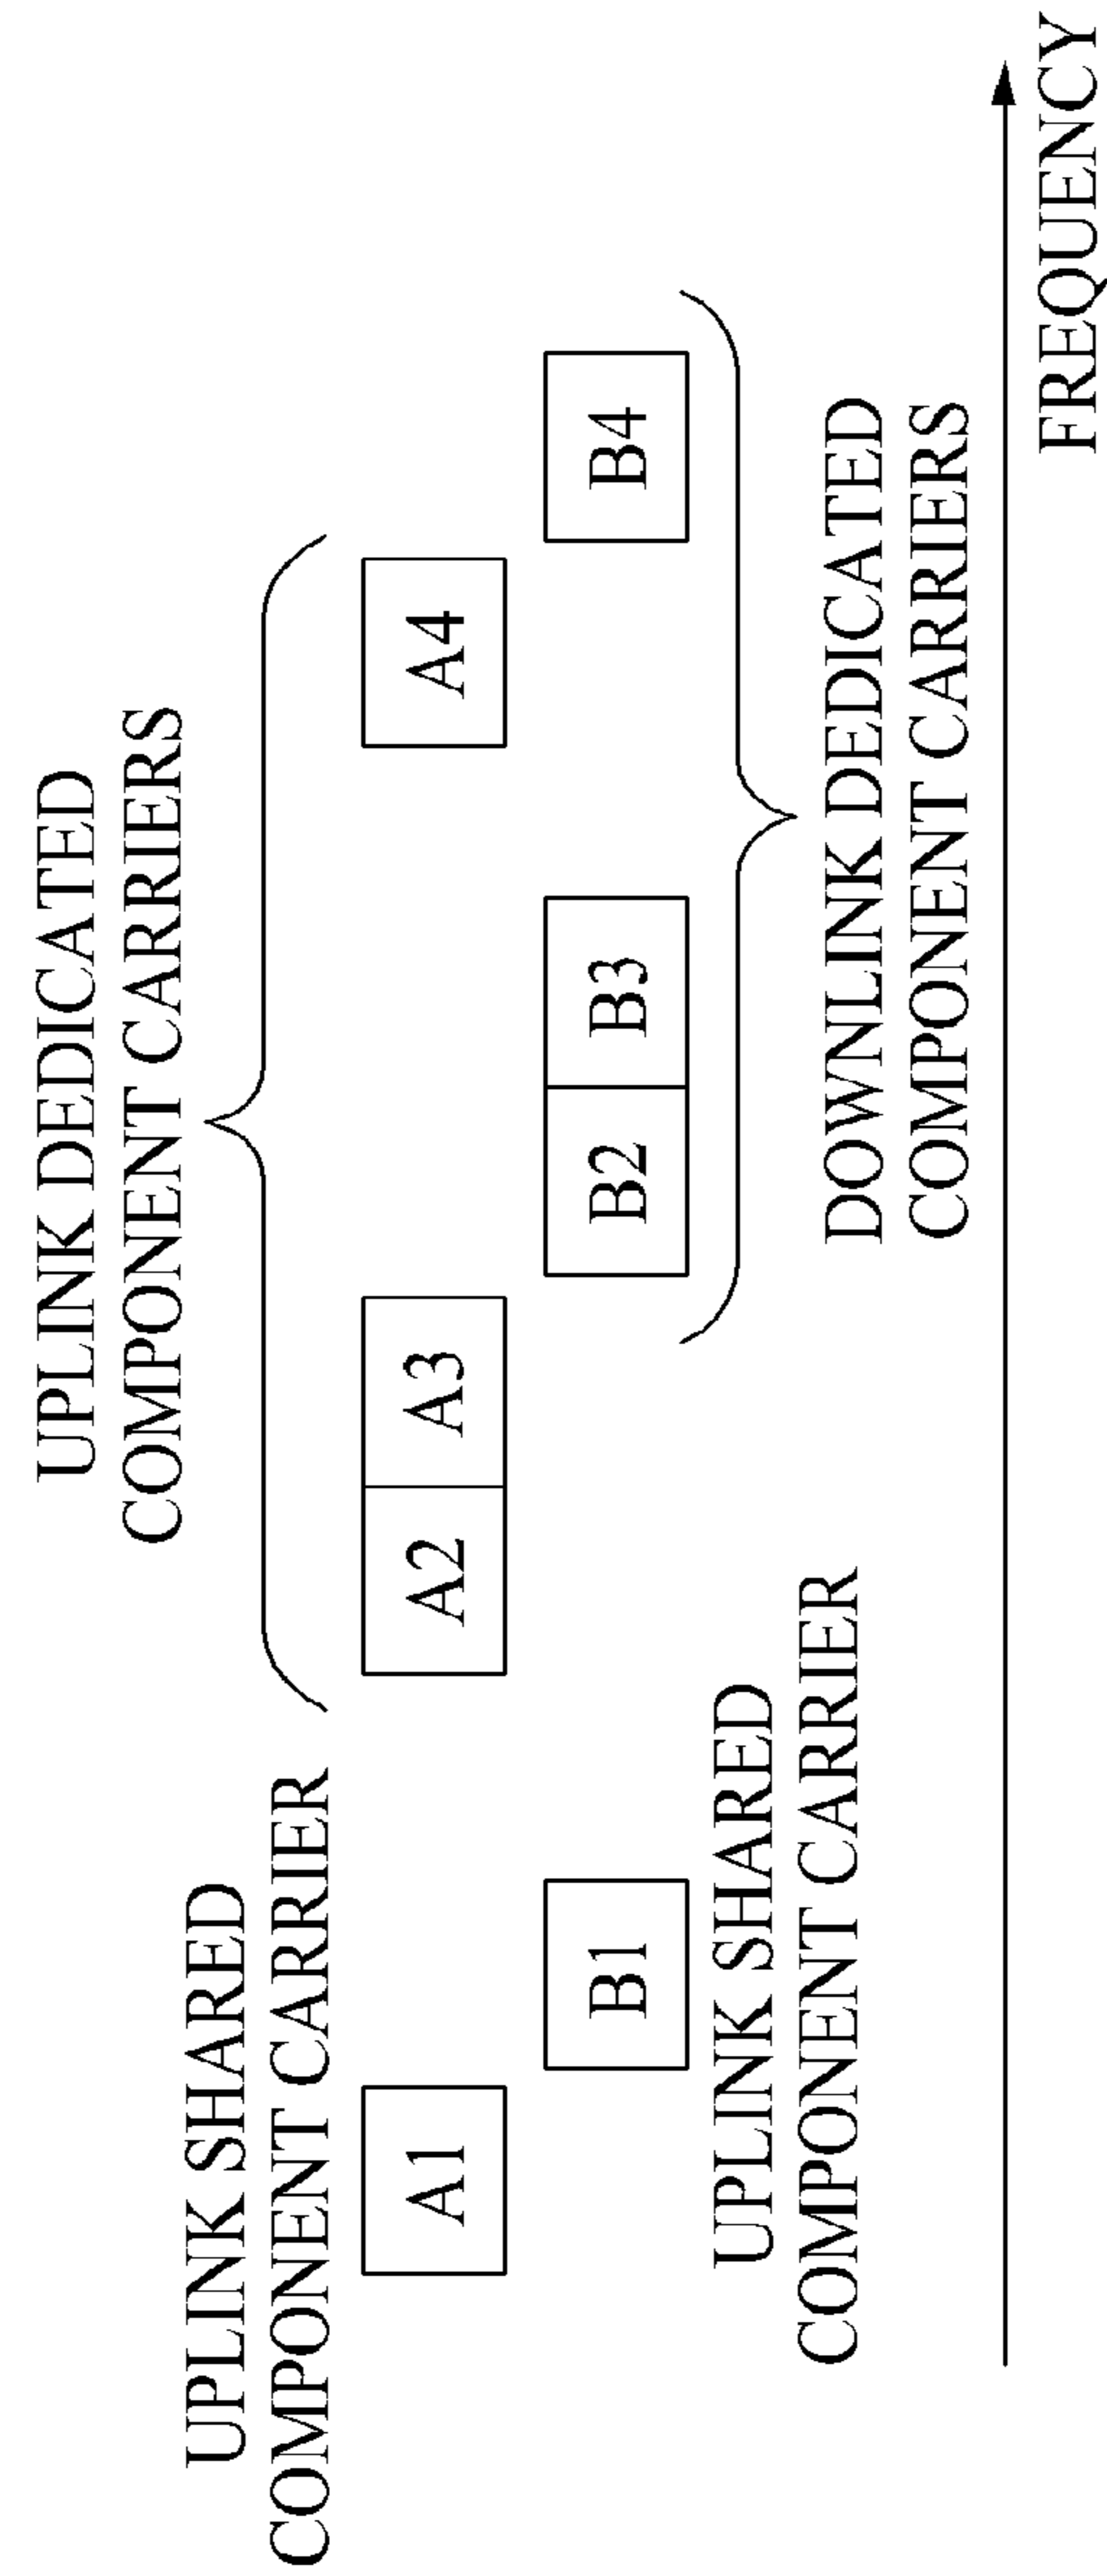 UPLINK DEDICATED
COMPONENT CARRIERS
UPLINK SHARED
COMPONENT CARRIER
A1
A2
A3
A4
B1
B2
B3
B4
UPLINK SHARED
COMPONENT CARRIER
DOWNLINK DEDICATED
COMPONENT CARRIERS
FREQUENCY